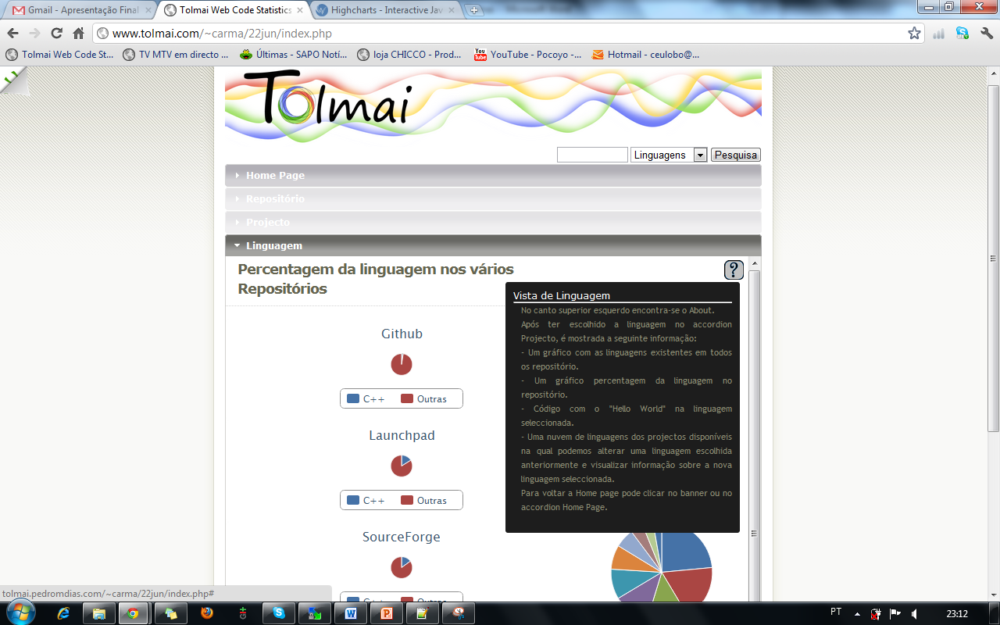 Gmail - Apresentação Final
Tolmai Web Code Statistics
Highcharts - Interactive Jav
www.tolmai.com/~carma/22jun/index.php
Tolmai Web Code St...
TV MTV em directo ...
Últimas - SAPO Notí...
loja CHICCO - Prod...
YouTube - Pocoyo -...
Hotmail - ceulobo@...
Tolmai
Linguagens
Pesquisa
Home Page
Repositório
Projecto
Linguagem
Percentagem da linguagem nos vários
Repositórios
?
Vista de Linguagem
No canto superior esquerdo encontra-se o About.
Após ter escolhido a linguagem no accordion
Projecto, é mostrada a seguinte informação:
- Um gráfico com as linguagens existentes em todos
os repositório.
- Um gráfico percentagem da linguagem no
repositório.
- Código com o "Hello World" na linguagem
seleccionada.
- Uma nuvem de linguagens dos projectos disponíveis
na qual podemos alterar uma linguagem escolhida
anteriormente e visualizar informação sobre a nova
linguagem seleccionada.
Para voltar a Home page pode clicar no banner ou no
accordion Home Page.
Github
C++ Outras
Launchpad
C++ Outras
SourceForge
C++ Outras
tolmai.pedromdias.com/~carma/22jun/index.php#
PT
23:12